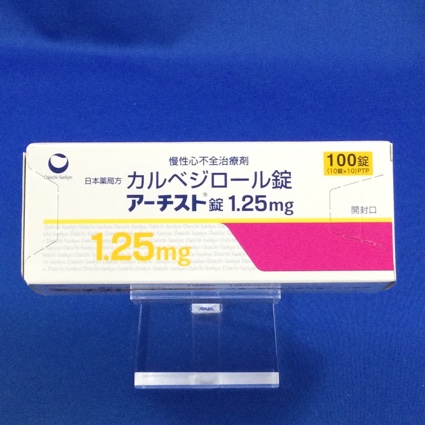 慢性心不全治療剤
日本薬局方 カルベジロール錠
アーチスト®錠1.25mg
100錠
(10錠×10)PTP
開封口
Daiichi-Sankyo
1.25mg